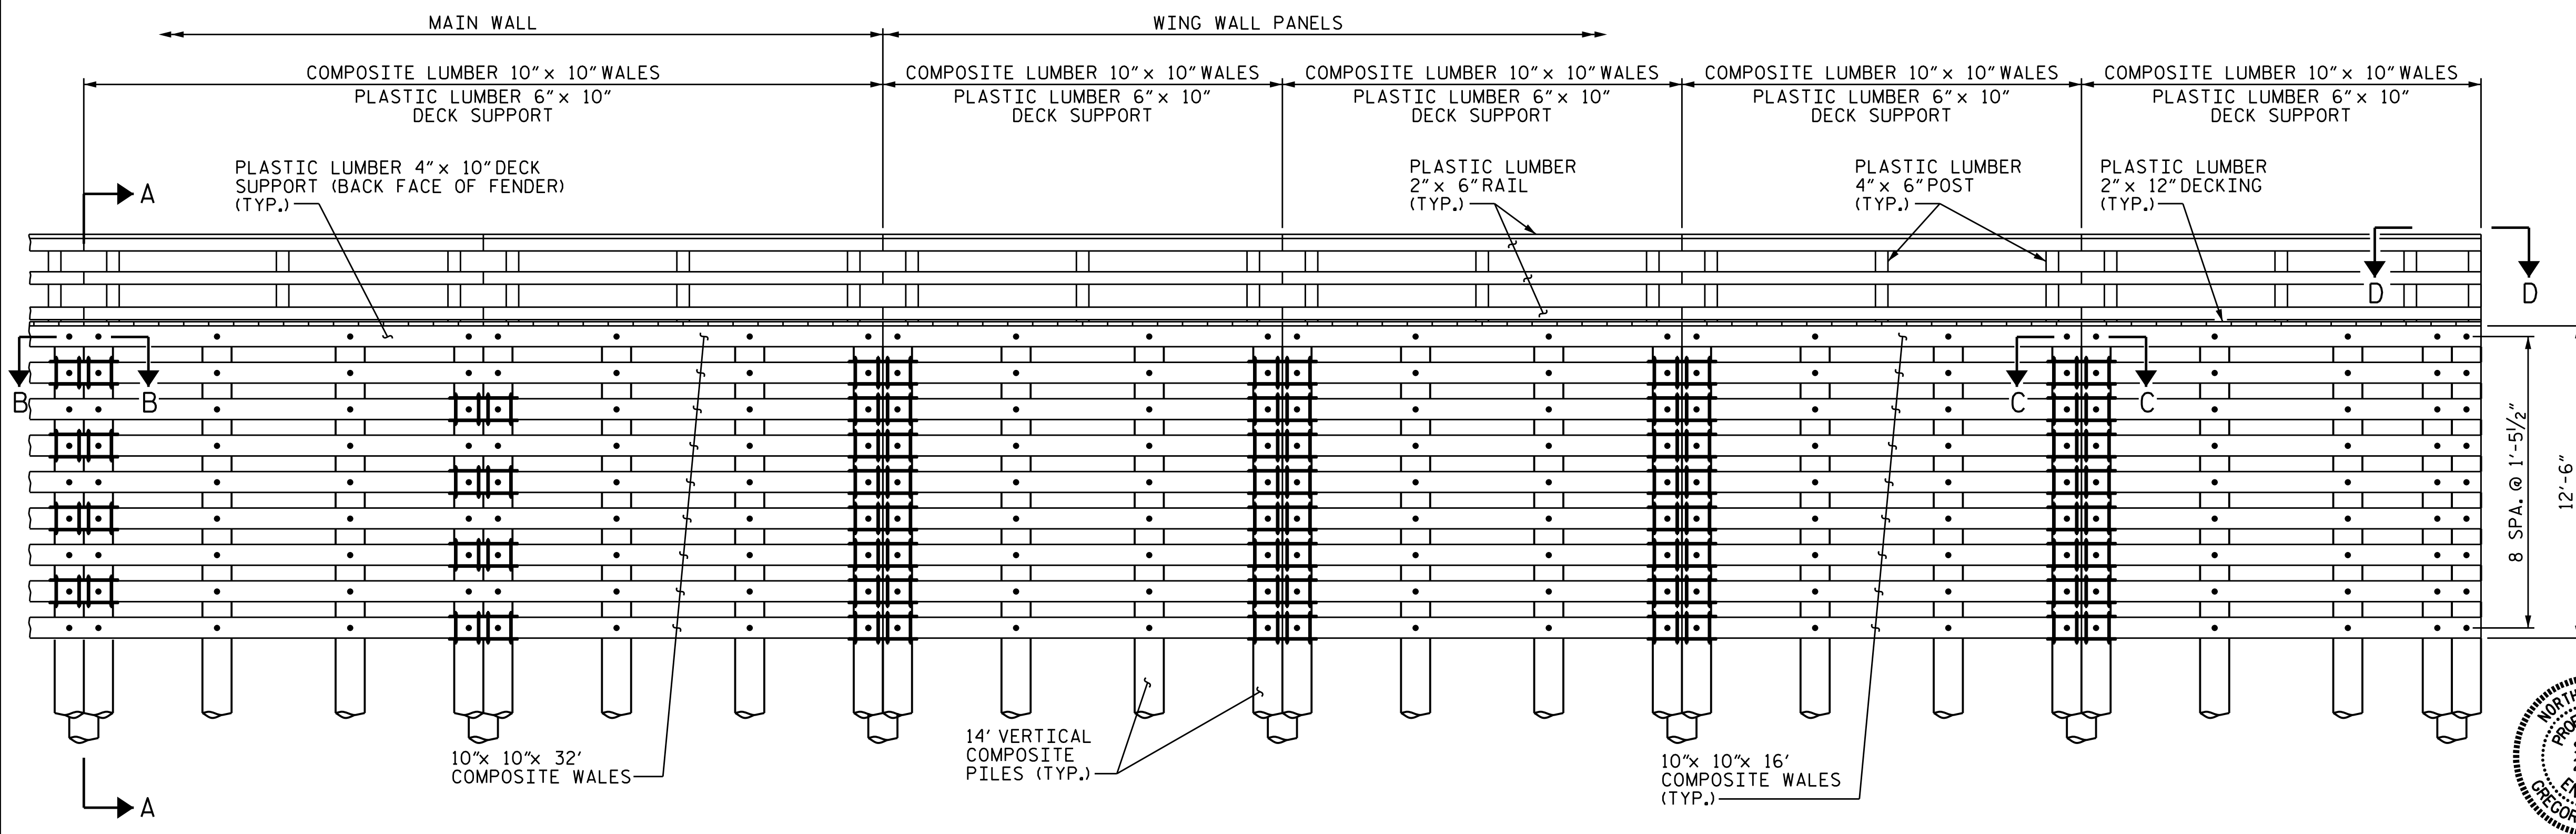 MAIN WALL
WING WALL PANELS
COMPOSITE LUMBER 10" x 10" WALES
PLASTIC LUMBER 6" x 10"
DECK SUPPORT
COMPOSITE LUMBER 10" x 10" WALES
PLASTIC LUMBER 6" x 10"
DECK SUPPORT
COMPOSITE LUMBER 10" x 10" WALES
PLASTIC LUMBER 6" x 10"
DECK SUPPORT
COMPOSITE LUMBER 10" x 10" WALES
PLASTIC LUMBER 6" x 10"
DECK SUPPORT
COMPOSITE LUMBER 10" x 10" WALES
PLASTIC LUMBER 6" x 10"
DECK SUPPORT
PLASTIC LUMBER 4" x 10" DECK
SUPPORT (BACK FACE OF FENDER)
(TYP.)
PLASTIC LUMBER
2" x 6" RAIL
(TYP.)
PLASTIC LUMBER
4" x 6" POST
(TYP.)
PLASTIC LUMBER
2" x 12" DECKING
(TYP.)
A
D
D
B
B
C
C
8 SPA. @ 1'-5 1/2"
12'-6"
10" x 10" x 32'
COMPOSITE WALES
14' VERTICAL
COMPOSITE
PILES (TYP.)
10" x 10" x 16'
COMPOSITE WALES
(TYP.)
A
NORTH
GREGOR